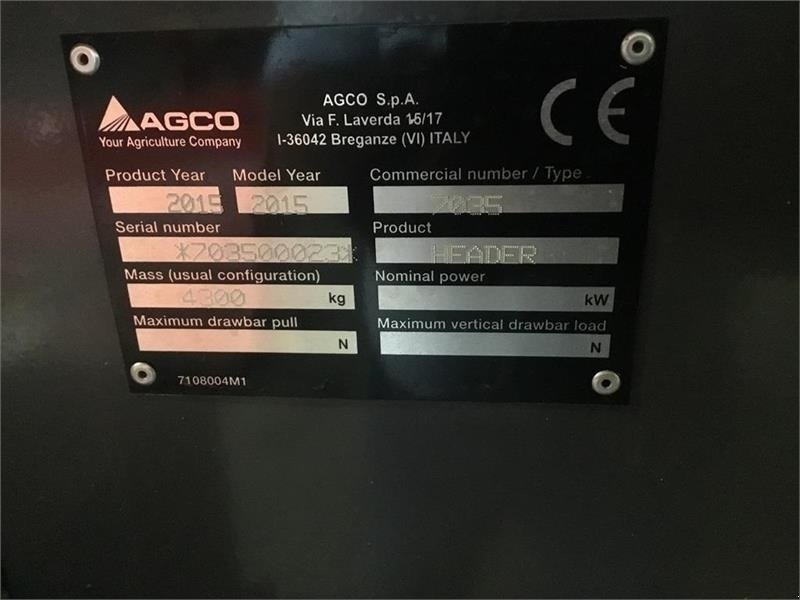 AGCO
Your Agriculture Company
AGCO S.p.A.
Via F. Laverda 15/17
I-36042 Breganze (VI) ITALY
CE
Product Year Model Year Commercial number / Type
2015 2015 7035
Serial number Product
*703500023* HEADER
Mass (usual configuration) Nominal power
4300 kg kW
Maximum drawbar pull Maximum vertical drawbar load
N N
7108004M1